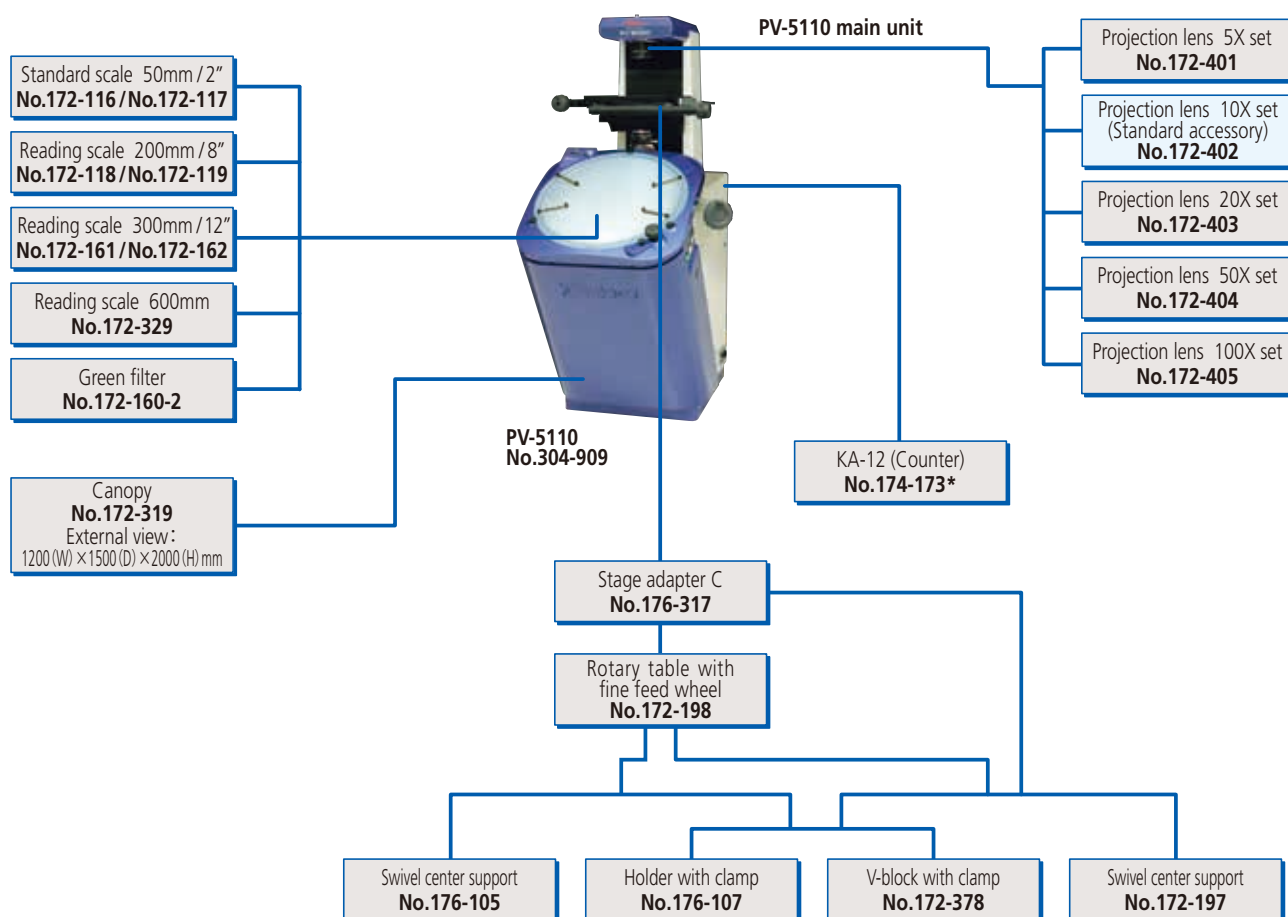 PV-5110 main unit
Standard scale 50mm / 2″
No.172-116 / No.172-117
Reading scale 200mm / 8″
No.172-118 / No.172-119
Reading scale 300mm / 12″
No.172-161 / No.172-162
Reading scale 600mm
No.172-329
Green filter
No.172-160-2
Canopy
No.172-319
External view:
1200(W)×1500(D)×2000(H)mm
PV-5110
No.304-909
Projection lens 5X set
No.172-401
Projection lens 10X set
(Standard accessory)
No.172-402
Projection lens 20X set
No.172-403
Projection lens 50X set
No.172-404
Projection lens 100X set
No.172-405
KA-12 (Counter)
No.174-173*
Stage adapter C
No.176-317
Rotary table with
fine feed wheel
No.172-198
Swivel center support
No.176-105
Holder with clamp
No.176-107
V-block with clamp
No.172-378
Swivel center support
No.172-197